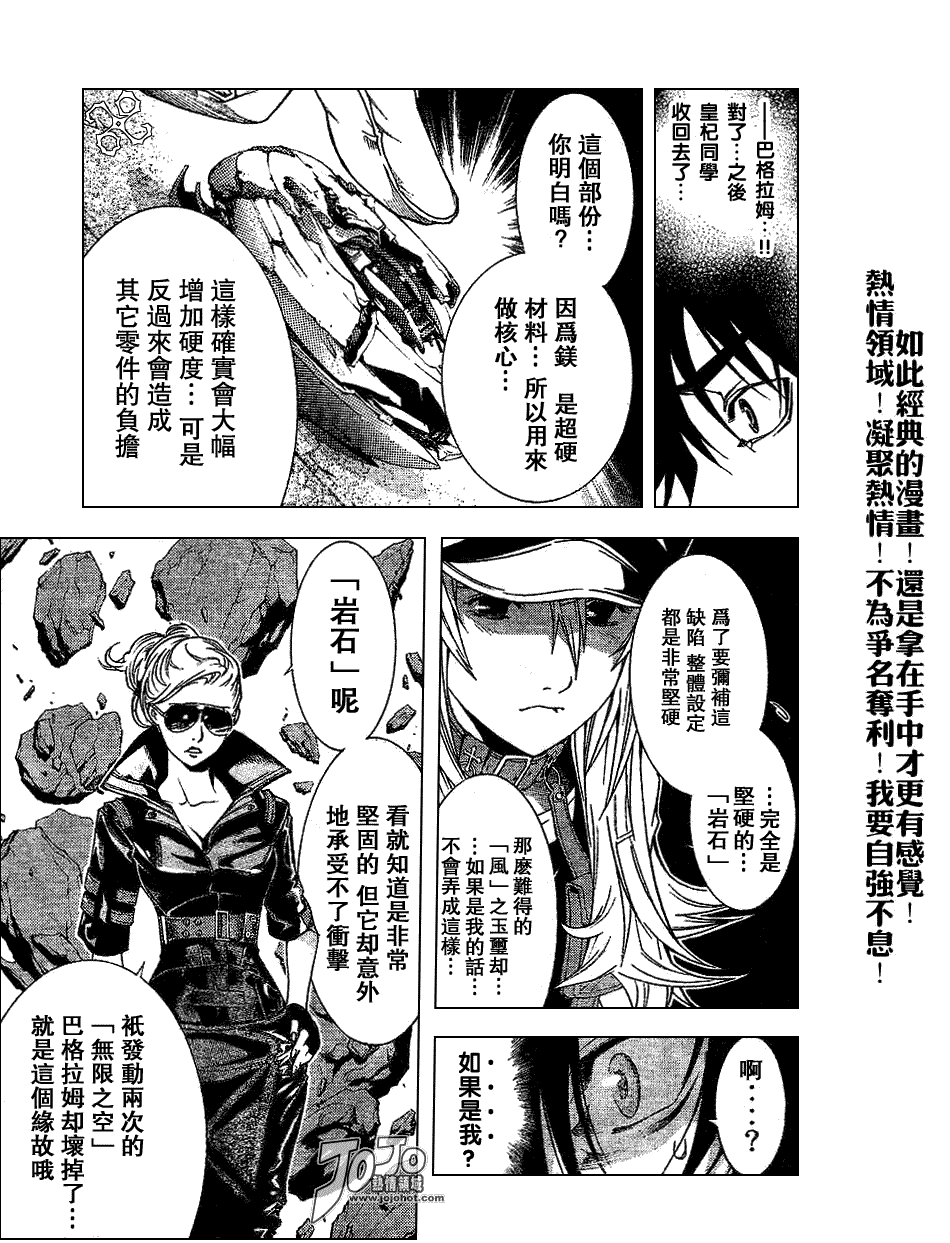 ——巴格拉姆…!!
對了…之後
皇杞同學
收回去了…
這個部份…
你明白嗎？
因爲鎂　是超硬
材料… 所以用來
做核心…
這樣確實會大幅
增加硬度… 可是
反過來會造成
其它零件的負擔
爲了要彌補這
缺陷 整體設定
都是非常堅硬
…完全是
堅硬的…
「岩石」
那麽難得的
「風」之玉璽却…
…如果是我的話…
不會弄成這樣…
「岩石」呢
看就知道是非常
堅固的 但它却意外
地承受不了衝擊
衹發動兩次的
「無限之空」
巴格拉姆却壞掉了…
就是這個緣故哦
啊……？
……
如果是我？
如此經典的漫畫！還是拿在手中才更有感覺！
熱情領域！凝聚熱情！不為爭名奪利！我要自強不息！
JOJO
熱情領域
www.jojohot.com